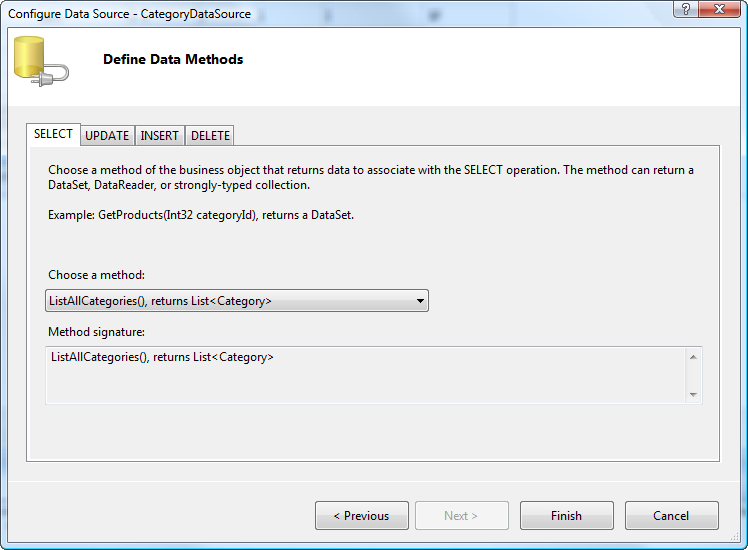 Configure Data Source - CategoryDataSource
Define Data Methods
SELECT UPDATE INSERT DELETE
Choose a method of the business object that returns data to associate with the SELECT operation. The method can return a
DataSet, DataReader, or strongly-typed collection.
Example: GetProducts(Int32 categoryId), returns a DataSet.
Choose a method:
ListAllCategories(), returns List<Category>
Method signature:
ListAllCategories(), returns List<Category>
< Previous Next > Finish Cancel